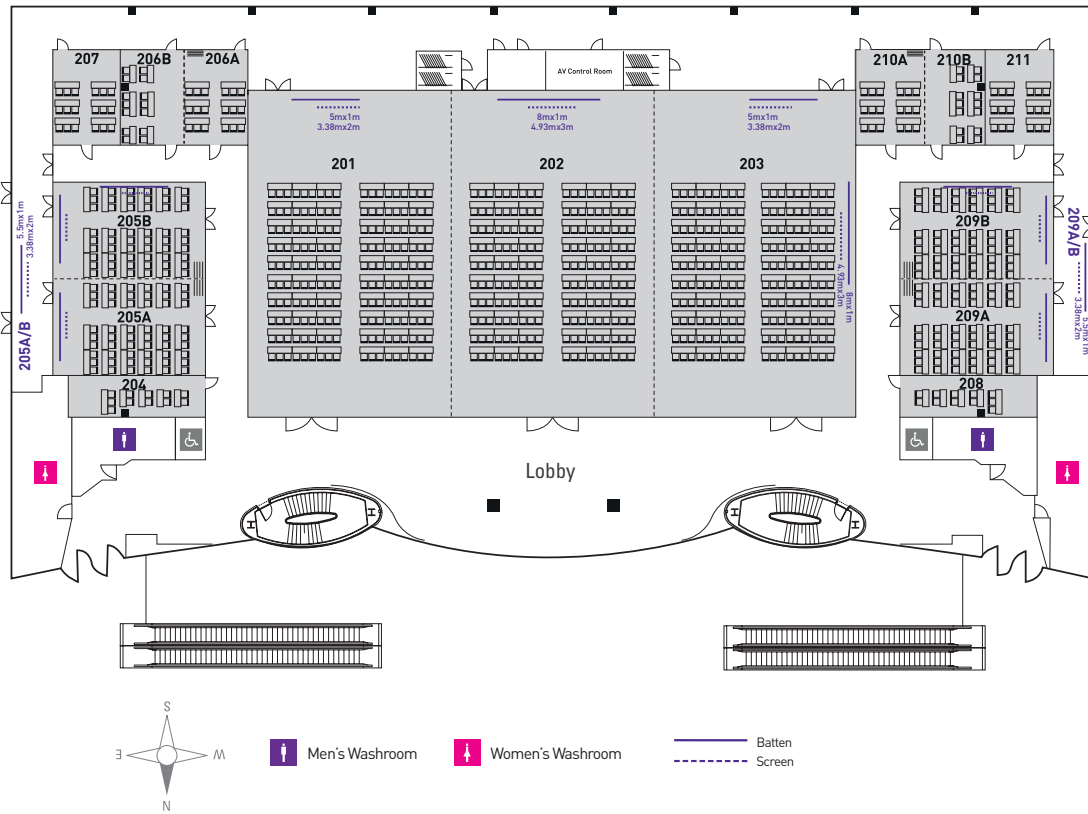 207
206B
206A
AV Control Room
210A
210B
211
5mx1m
3.38mx2m
8mx1m
4.93mx3m
5mx1m
3.38mx2m
201
202
203
205B
205A
205A/B
5.5mx1m
3.38mx2m
8mx1m
4.93mx3m
209B
209A
209A/B
5.5mx1m
3.38mx2m
204
208
Lobby
H
H
H
H
S
E
W
N
Men's Washroom
Women's Washroom
Batten
Screen